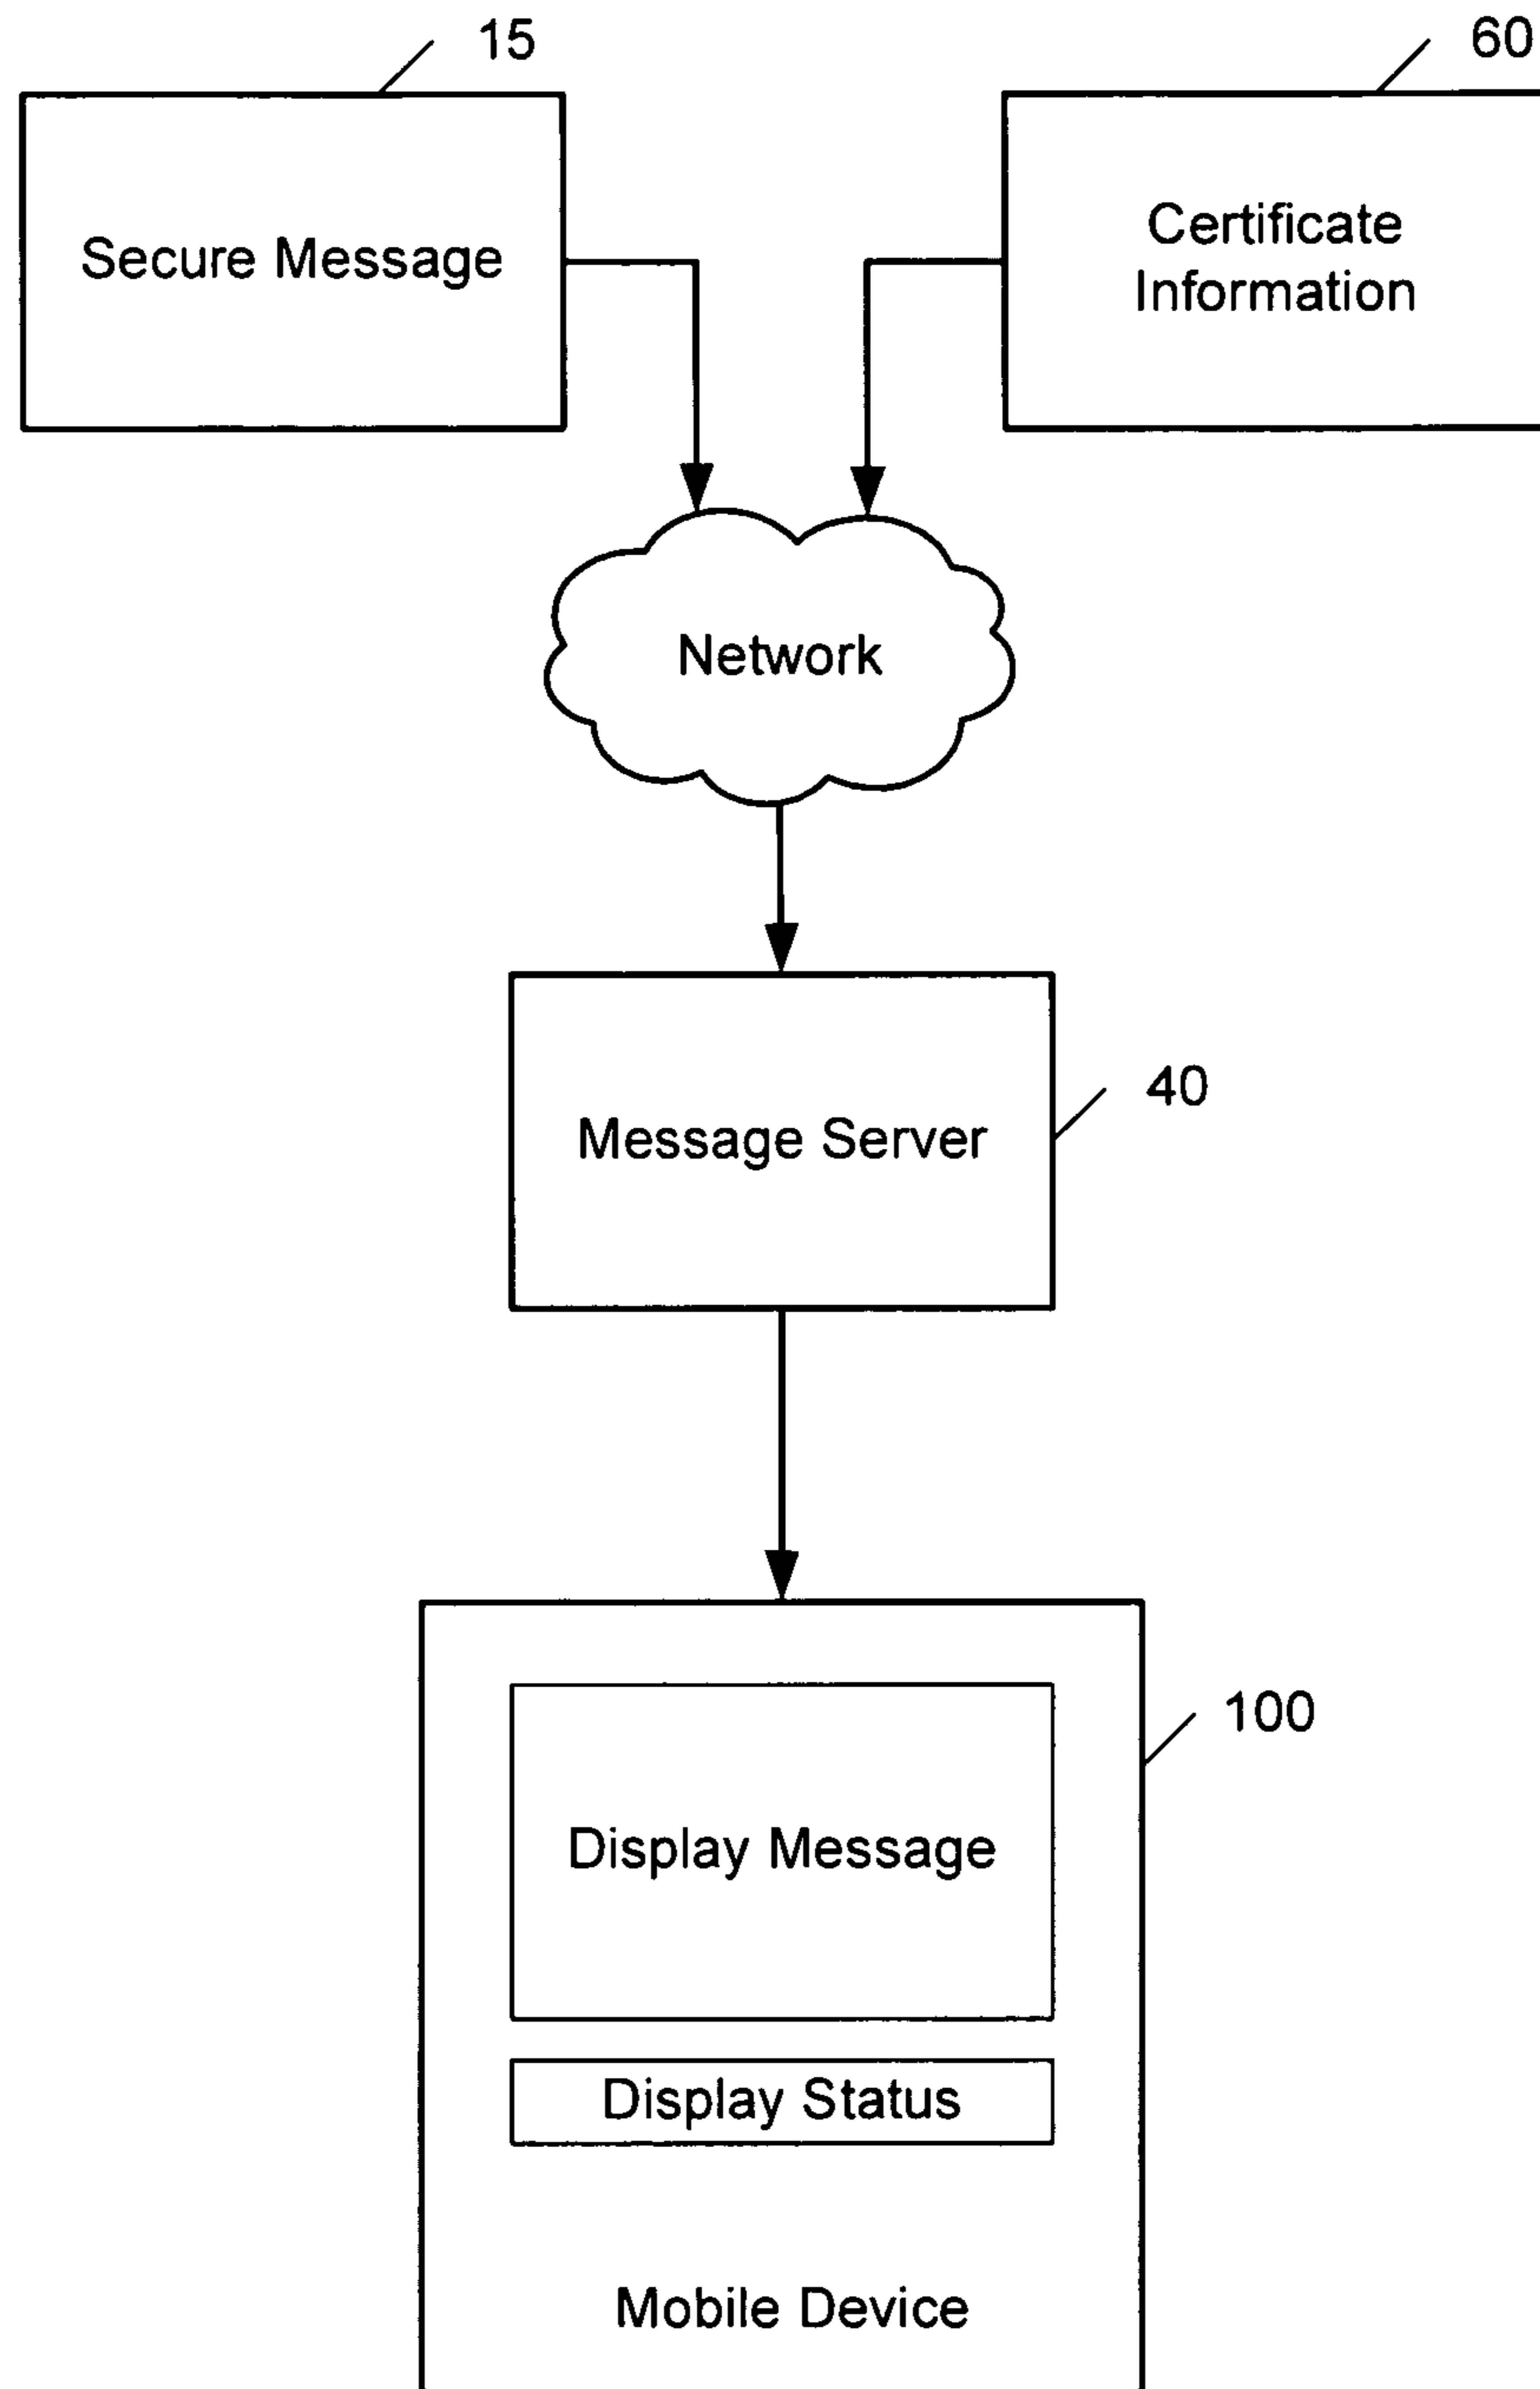 15
60
Secure Message
Certificate
Information
Network
Message Server
40
100
Display Message
Display Status
Mobile Device